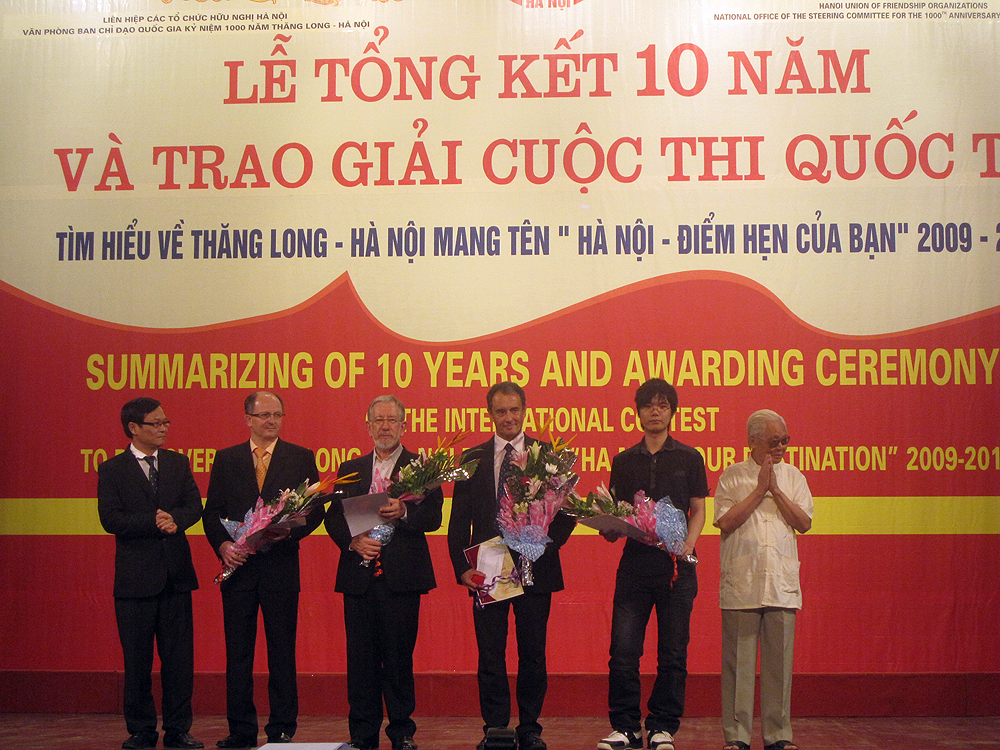 LIÊN HIỆP CÁC TỔ CHỨC HỮU NGHỊ HÀ NỘI
VĂN PHÒNG BAN CHỈ ĐẠO QUỐC GIA KỶ NIỆM 1000 NĂM THĂNG LONG - HÀ NỘI
HÀ NỘI
HANOI UNION OF FRIENDSHIP ORGANIZATIONS
NATIONAL OFFICE OF THE STEERING COMMITTEE FOR THE 1000TH ANNIVERSARY
LỄ TỔNG KẾT 10 NĂM
VÀ TRAO GIẢI CUỘC THI QUỐC T
TÌM HIỂU VỀ THĂNG LONG - HÀ NỘI MANG TÊN " HÀ NỘI - ĐIỂM HẸN CỦA BẠN" 2009 - 2
SUMMARIZING OF 10 YEARS AND AWARDING CEREMONY
THE INTERNATIONAL CONTEST
TO "HA DESTINATION" 2009-201